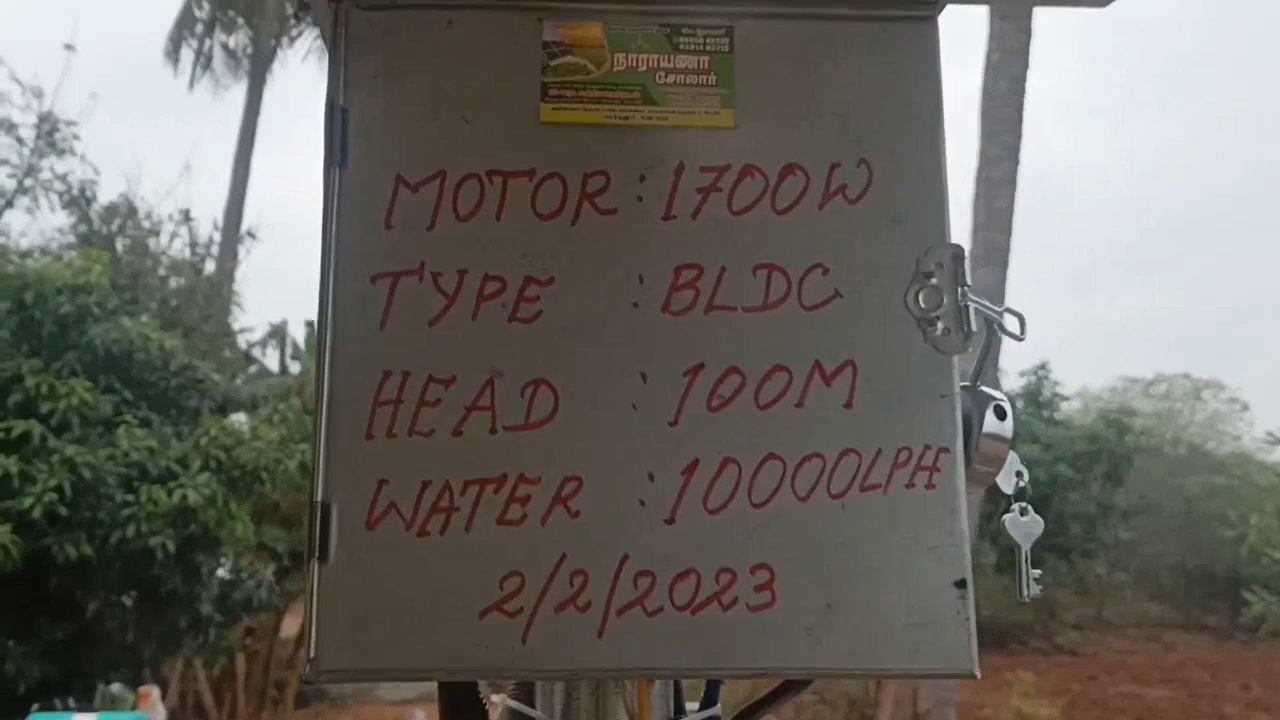 நாராயணா
சோலார்
MOTOR : 1700W
TYPE : BLDC
HEAD : 100M
WATER : 10000LPH
2/2/2023